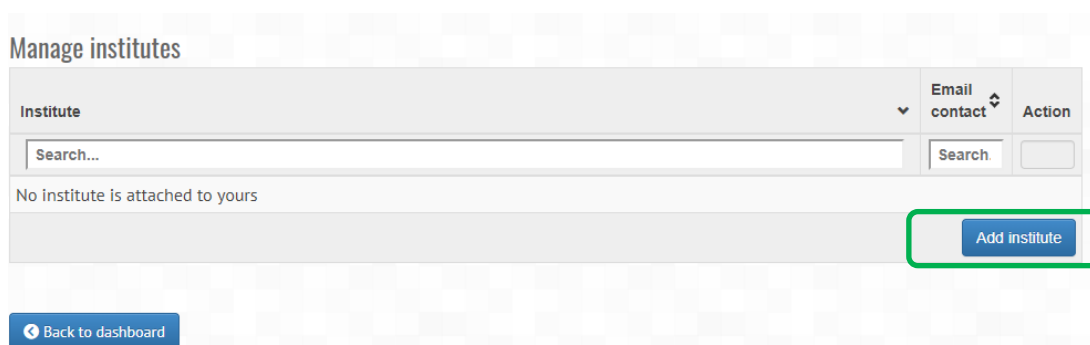 Manage institutes
Institute
Email
contact
Action
Search...
Search
No institute is attached to yours
Add institute
Back to dashboard